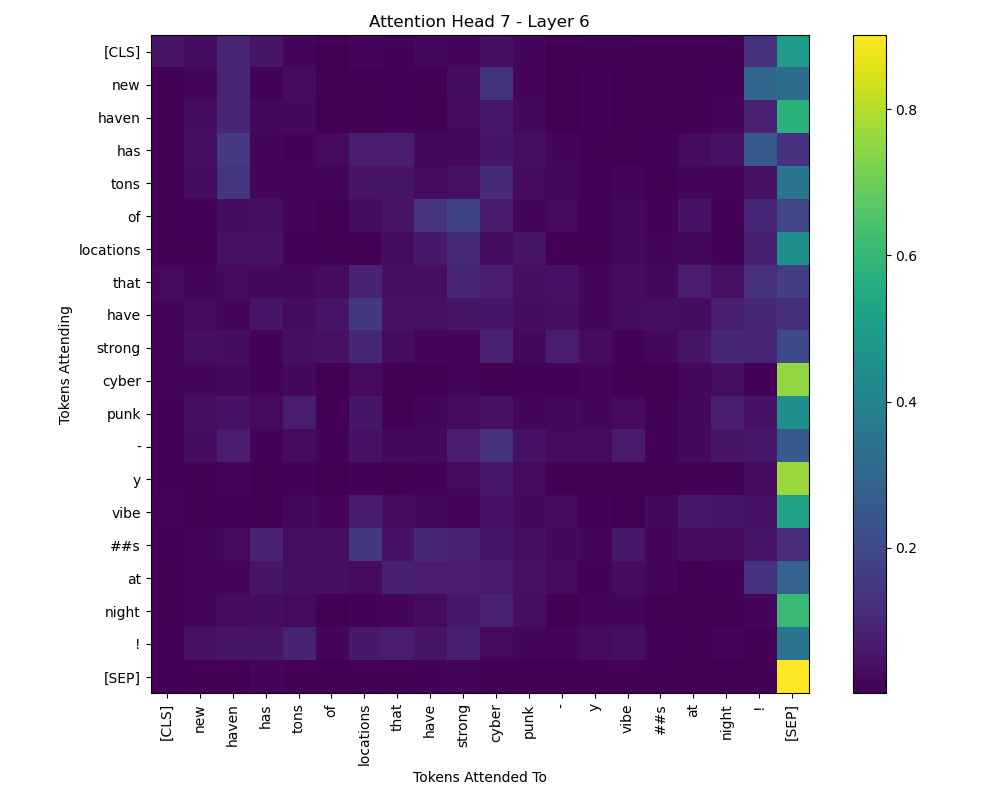 Attention Head 7 - Layer 6
Tokens Attending
[CLS]
new
haven
has
tons
of
locations
that
have
strong
cyber
punk
-
y
vibe
##s
at
night
!
[SEP]
[CLS]
new
haven
has
tons
of
locations
that
have
strong
cyber
punk
-
y
vibe
##s
at
night
!
[SEP]
Tokens Attended To
0.8
0.6
0.4
0.2